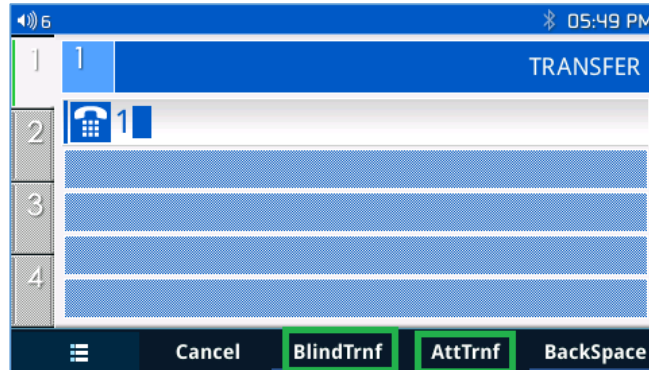 6 05:49 PM
1 1 TRANSFER
2 1
3
4
Cancel BlindTrnf AttTrnf BackSpace